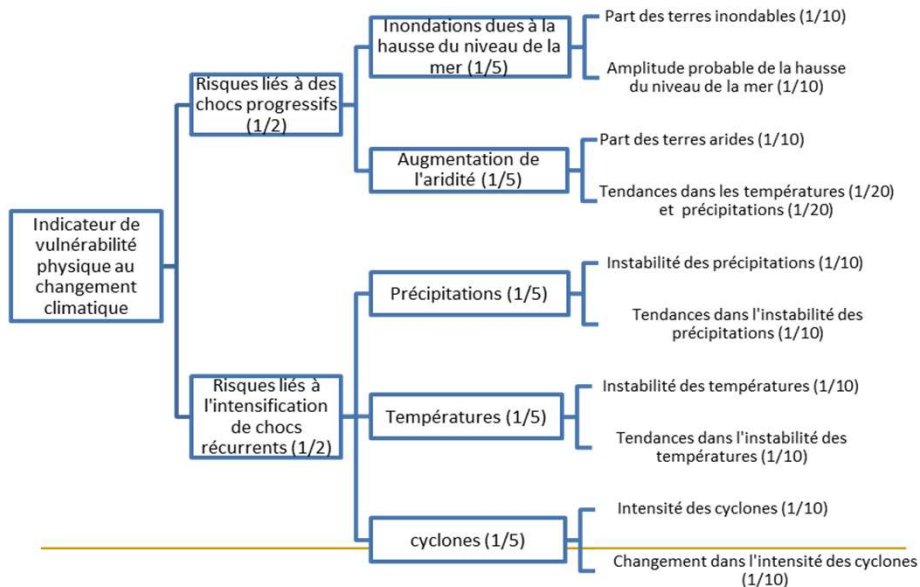 Indicateur de
vulnérabilité
physique au
changement
climatique
Risques liés à des
chocs progressifs
(1/2)
Inondations dues à la
hausse du niveau de la
mer (1/5)
Part des terres inondables (1/10)
Amplitude probable de la hausse
du niveau de la mer (1/10)
Augmentation de
l'aridité (1/5)
Part des terres arides (1/10)
Tendances dans les températures (1/20)
et précipitations (1/20)
Risques liés à
l'intensification
de chocs
récurrents (1/2)
Précipitations (1/5)
Instabilité des précipitations (1/10)
Tendances dans l'instabilité des
précipitations (1/10)
Températures (1/5)
Instabilité des températures (1/10)
Tendances dans l'instabilité des
températures (1/10)
cyclones (1/5)
Intensité des cyclones (1/10)
Changement dans l'intensité des cyclones
(1/10)